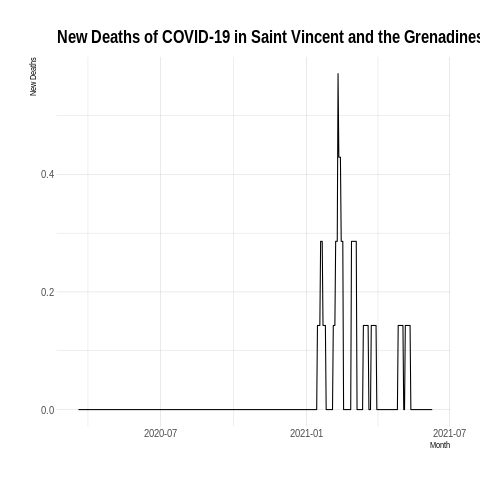 New Deaths of COVID-19 in Saint Vincent and the Grenadines
New Deaths
0.4
0.2
0.0
2020-07 2021-01 2021-07
Month